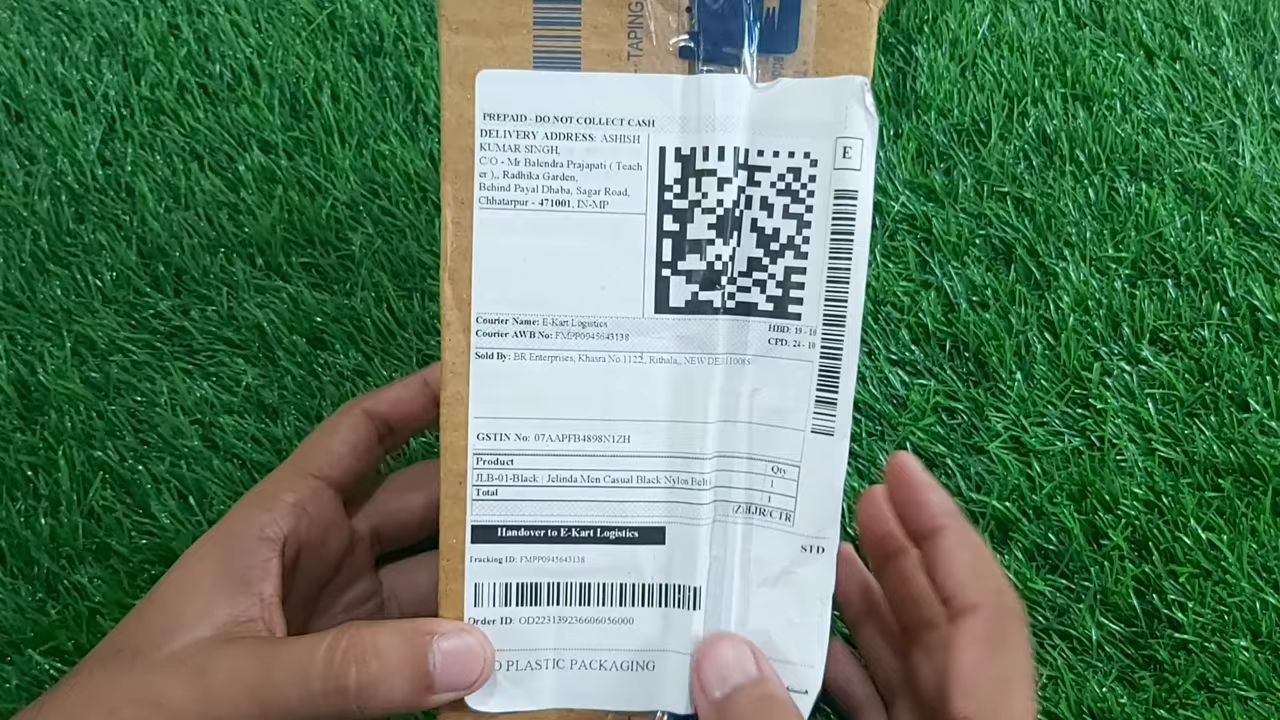 TAPING
PREPAID - DO NOT COLLECT CASH
DELIVERY ADDRESS: ASHISH
KUMAR SINGH,
C/O - Mr Balendra Prajapati ( Teach
er ),, Radhika Garden,
Behind Payal Dhaba, Sagar Road,
Chhatarpur - 471001, IN-MP
E
Courier Name: E-Kart Logistics
Courier AWB No: FMPP0945643138
HBD: 19 - 10
CPD: 24 - 10
Sold By: BR Enterprises, Khasra No.1122, Rithala,, NEW
GSTIN No: 07AAPFB4898N1ZH
Product Qty
JLB-01-Black | Jelinda Men Casual Black Nylon Belt 1
Total 1
(Z)HJR/CTR
Handover to E-Kart Logistics
STD
Tracking ID: FMPP0945643138
Order ID: OD223139236606056000
PLASTIC PACKAGING